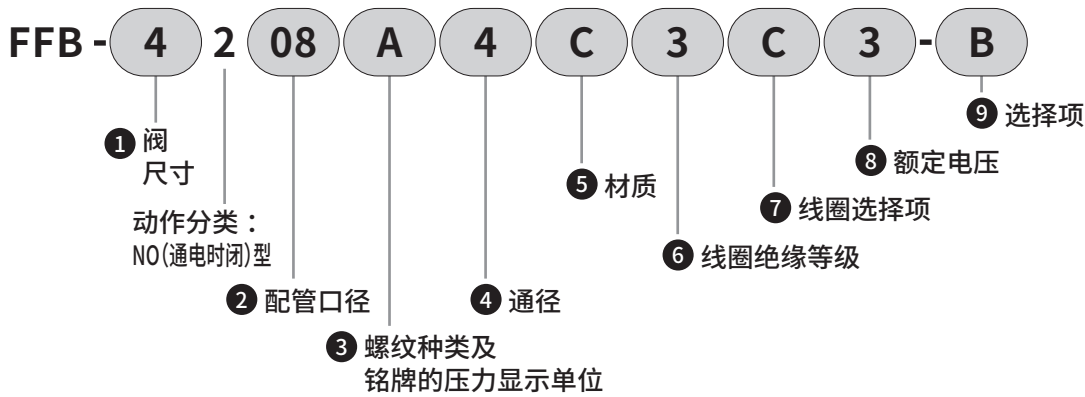 FFB - 4 2 08 A 4 C 3 C 3 - B
9 选择项
1 阀
尺寸
8 额定电压
5 材质
7 线圈选择项
动作分类：
NO(通电时闭)型
6 线圈绝缘等级
2 配管口径
4 通径
3 螺纹种类及
铭牌的压力显示单位